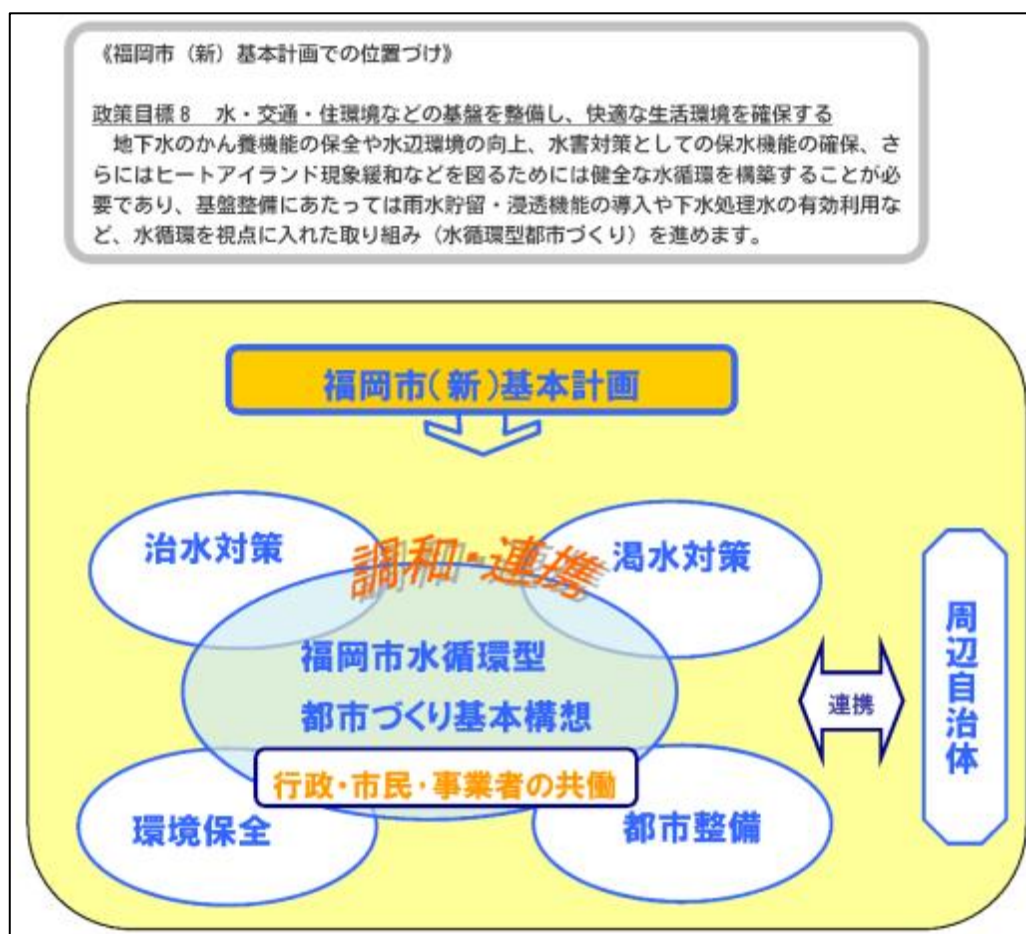 《福岡市（新）基本計画での位置づけ》
政策目標８　水・交通・住環境などの基盤を整備し、快適な生活環境を確保する
　地下水のかん養機能の保全や水辺環境の向上、水害対策としての保水機能の確保、さ
らにはヒートアイランド現象緩和などを図るためには健全な水循環を構築することが必
要であり、基盤整備にあたっては雨水貯留・浸透機能の導入や下水処理水の有効利用な
ど、水循環を視点に入れた取り組み（水循環型都市づくり）を進めます。
福岡市（新）基本計画
治水対策
調和・連携
渇水対策
福岡市水循環型
都市づくり基本構想
行政・市民・事業者の共働
環境保全
都市整備
連携
周辺自治体